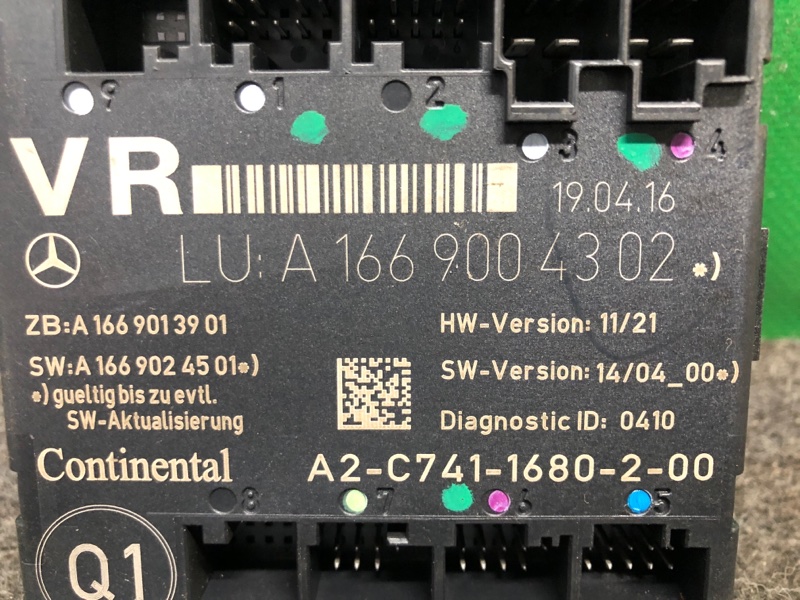 9 1 2
3 4
VR
19.04.16
LU: A 166 900 43 02 *)
ZB: A 166 901 39 01
HW-Version: 11/21
SW: A 166 902 45 01 *)
SW-Version: 14/04_00*)
*) gueltig bis zu evtl.
SW-Aktualisierung
Diagnostic ID: 0410
Continental
A2-C741-1680-2-00
8 7 6 5
Q1